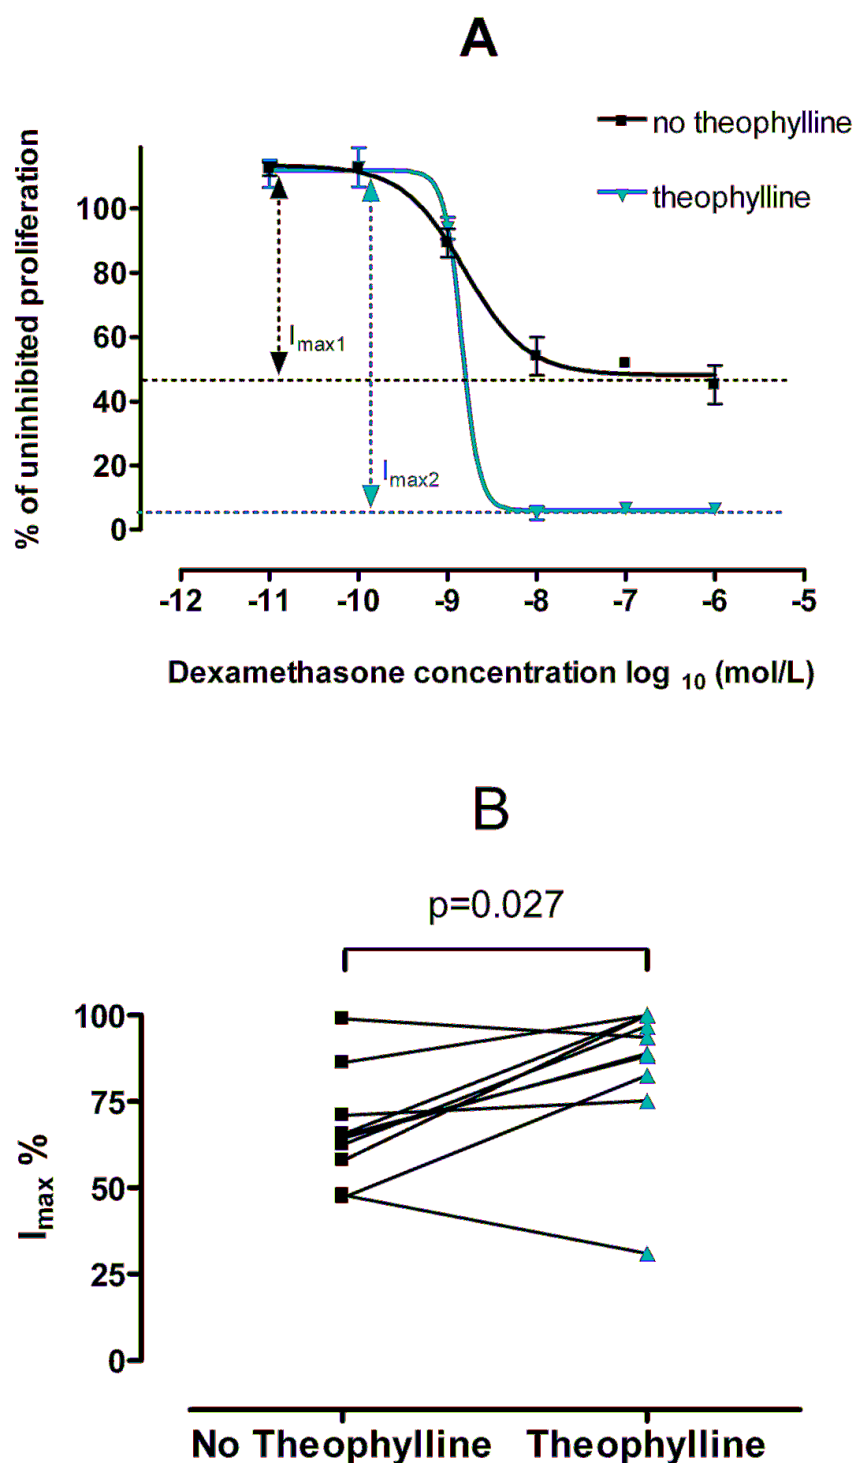 A
no theophylline
theophylline
% of uninhibited proliferation
100
80
60
40
20
0
Imax1
Imax2
-12 -11 -10 -9 -8 -7 -6 -5
Dexamethasone concentration log 10 (mol/L)
B
p=0.027
Imax %
100
75
50
25
0
No Theophylline Theophylline